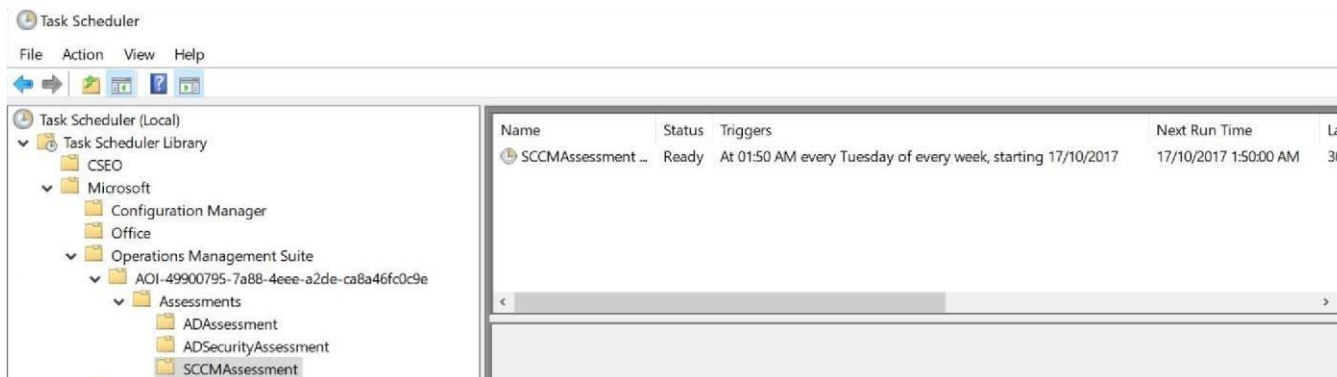 Task Scheduler
File Action View Help
Task Scheduler (Local)
Task Scheduler Library
CSEO
Microsoft
Configuration Manager
Office
Operations Management Suite
AOI-49900795-7a88-4eee-a2de-ca8a46fc0c9e
Assessments
ADAssessment
ADSecurityAssessment
SCCMAssessment
Name Status Triggers Next Run Time
SCCMAssessment ... Ready At 01:50 AM every Tuesday of every week, starting 17/10/2017 17/10/2017 1:50:00 AM